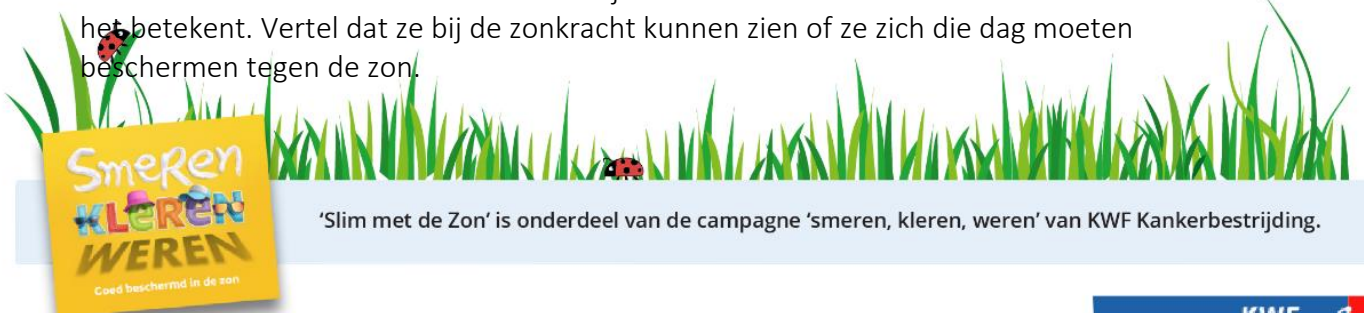 het betekent. Vertel dat ze bij de zonkracht kunnen zien of ze zich die dag moeten
beschermen tegen de zon.
Smeren
KLEREN
WEREN
Goed beschermd in de zon
‘Slim met de Zon’ is onderdeel van de campagne ‘smeren, kleren, weren’ van KWF Kankerbestrijding.
KWF